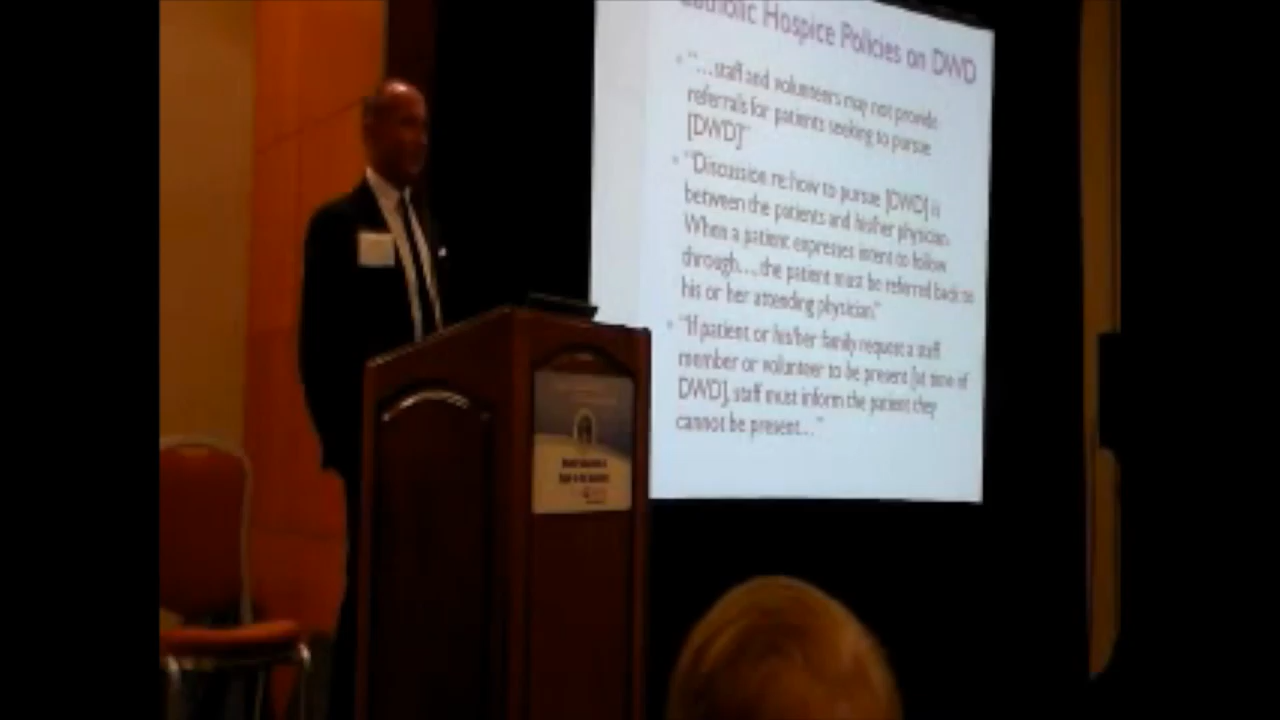 Catholic Hospice Policies on DWD
• "...staff and volunteers may not provide
referrals for patients seeking to pursue
[DWD]"
• "Discussion re: how to pursue [DWD] is
between the patients and his/her physician.
When a patient expresses intent to follow
through....the patient must be referred back to
his or her attending physician."
• "If patient or his/her family request a staff
member or volunteer to be present [at time of
DWD], staff must inform the patient they
cannot be present..."